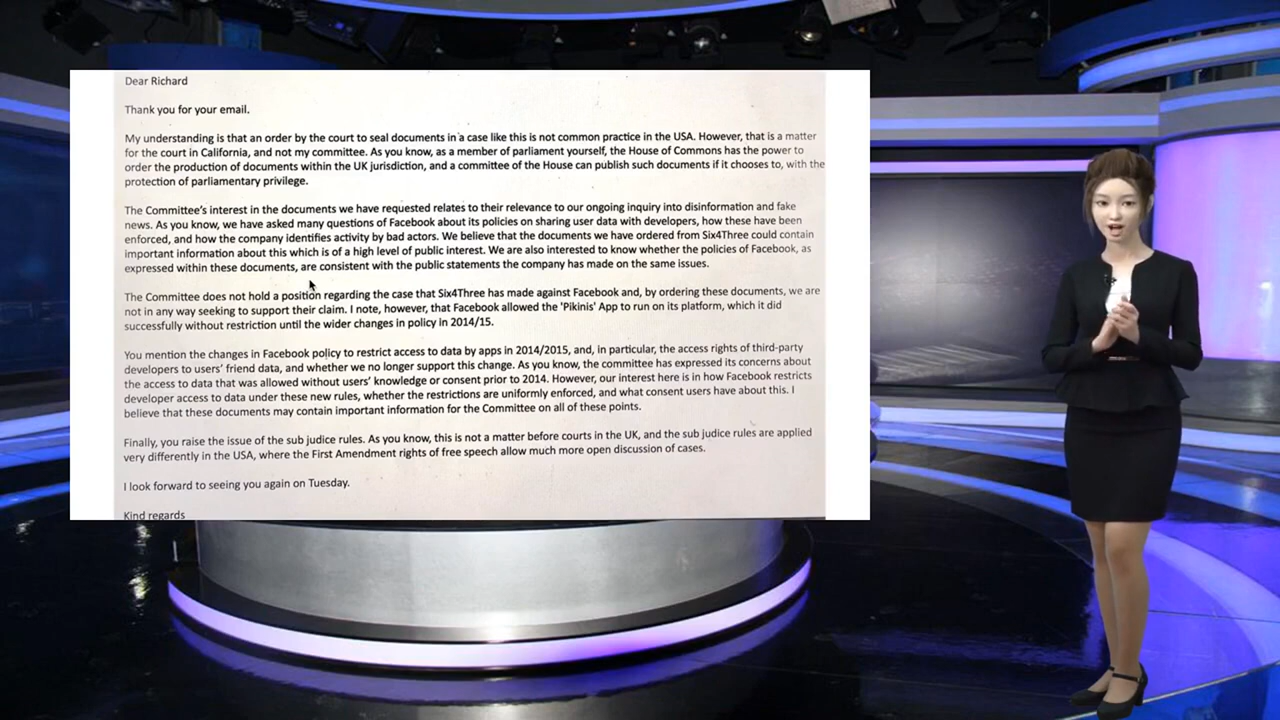 Dear Richard
Thank you for your email.
My understanding is that an order by the court to seal documents in a case like this is not common practice in the USA. However, that is a matter
for the court in California, and not my committee. As you know, as a member of parliament yourself, the House of Commons has the power to
order the production of documents within the UK jurisdiction, and a committee of the House can publish such documents if it chooses to, with the
protection of parliamentary privilege.
The Committee's interest in the documents we have requested relates to their relevance to our ongoing inquiry into disinformation and fake
news. As you know, we have asked many questions of Facebook about its policies on sharing user data with developers, how these have been
enforced, and how the company identifies activity by bad actors. We believe that the documents we have ordered from Six4Three could contain
important information about this which is of a high level of public interest. We are also interested to know whether the policies of Facebook, as
expressed within these documents, are consistent with the public statements the company has made on the same issues.
The Committee does not hold a position regarding the case that Six4Three has made against Facebook and, by ordering these documents, we are
not in any way seeking to support their claim. I note, however, that Facebook allowed the 'Pikinis' App to run on its platform, which it did
successfully without restriction until the wider changes in policy in 2014/15.
You mention the changes in Facebook policy to restrict access to data by apps in 2014/2015, and, in particular, the access rights of third-party
developers to users' friend data, and whether we no longer support this change. As you know, the committee has expressed its concerns about
the access to data that was allowed without users' knowledge or consent prior to 2014. However, our interest here is in how Facebook restricts
developer access to data under these new rules, whether the restrictions are uniformly enforced, and what consent users have about this. I
believe that these documents may contain important information for the Committee on all of these points.
Finally, you raise the issue of the sub judice rules. As you know, this is not a matter before courts in the UK, and the sub judice rules are applied
very differently in the USA, where the First Amendment rights of free speech allow much more open discussion of cases.
I look forward to seeing you again on Tuesday.
Kind regards